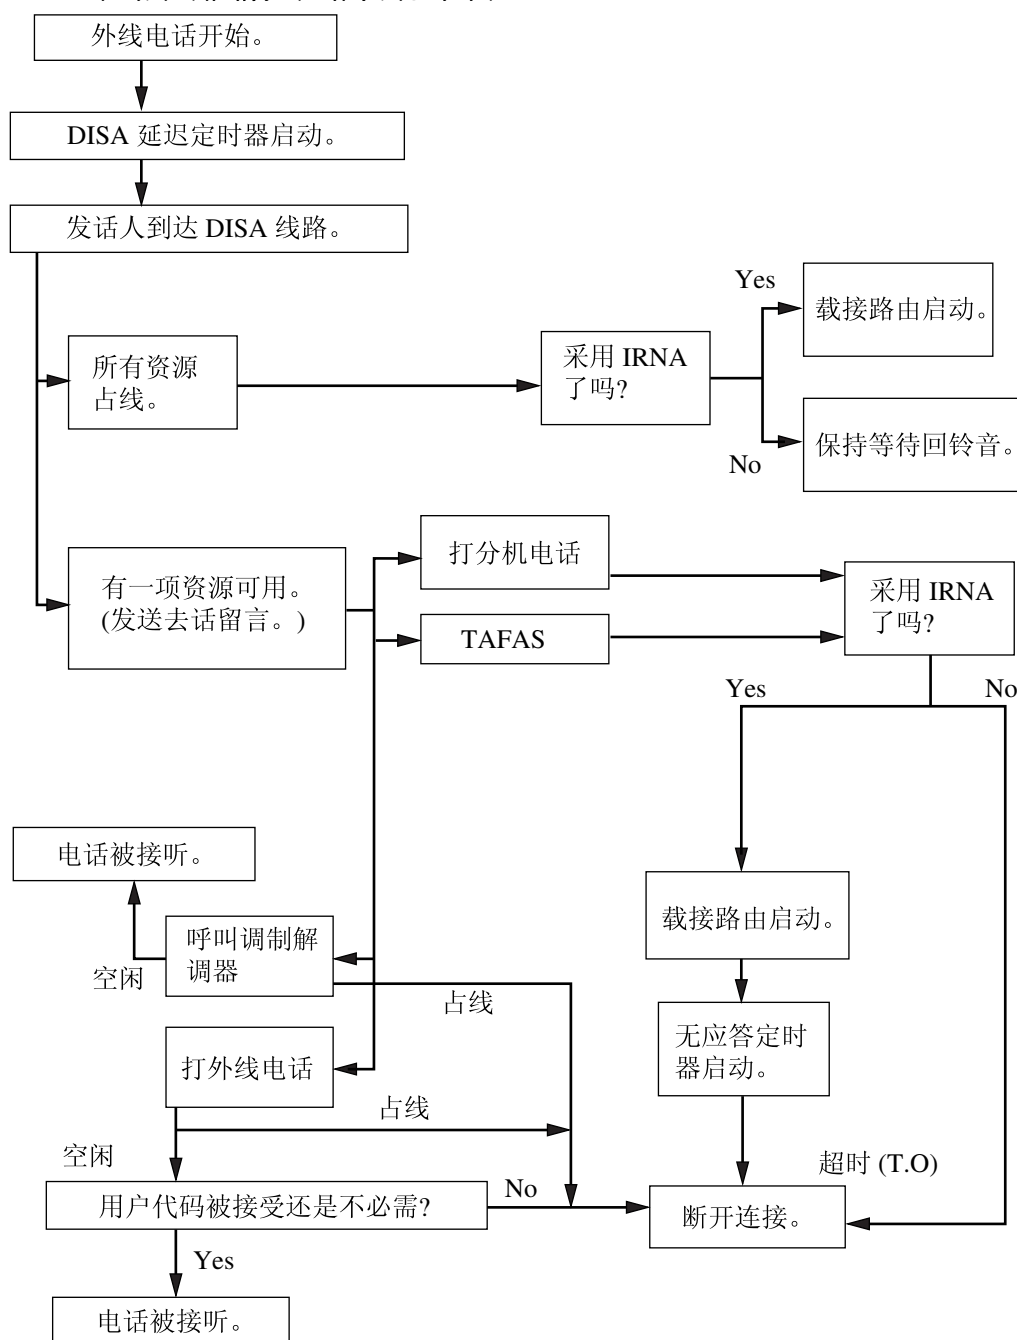 外线电话开始。
DISA 延迟定时器启动。
发话人到达 DISA 线路。
Yes
载接路由启动。
所有资源
占线。
采用 IRNA
了吗?
No
保持等待回铃音。
有一项资源可用。
(发送去话留言。)
打分机电话
TAFAS
采用 IRNA
了吗?
Yes
No
电话被接听。
载接路由启动。
呼叫调制解
调器
空闲
占线
无应答定时
器启动。
打外线电话
占线
空闲
超时 (T.O)
用户代码被接受还是不必需?
No
断开连接。
Yes
电话被接听。